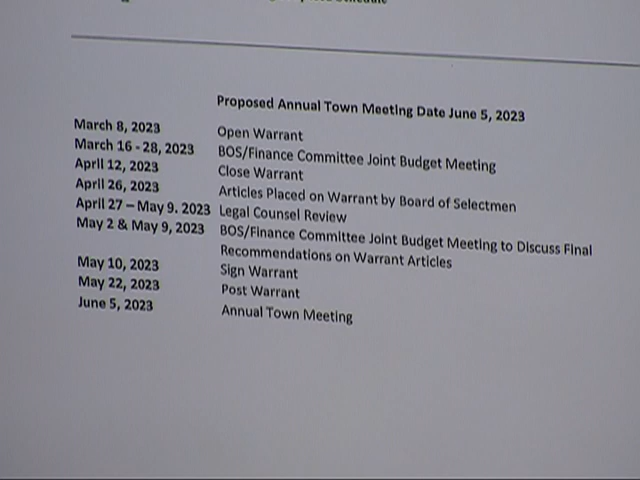 Proposed Annual Town Meeting Date June 5, 2023
March 8, 2023 Open Warrant
March 16 - 28, 2023 BOS/Finance Committee Joint Budget Meeting
April 12, 2023 Close Warrant
April 26, 2023 Articles Placed on Warrant by Board of Selectmen
April 27 – May 9. 2023 Legal Counsel Review
May 2 & May 9, 2023 BOS/Finance Committee Joint Budget Meeting to Discuss Final
Recommendations on Warrant Articles
May 10, 2023 Sign Warrant
May 22, 2023 Post Warrant
June 5, 2023 Annual Town Meeting